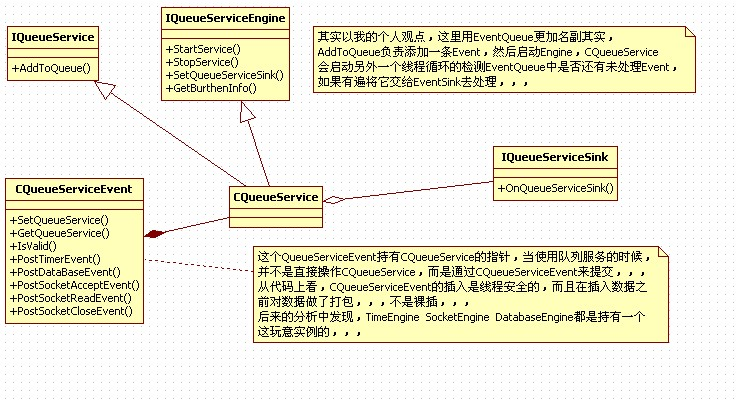 IQueueService
+AddToQueue()
IQueueServiceEngine
+StartService()
+StopService()
+SetQueueServiceSink()
+GetBurthenInfo()
其实以我的个人观点，这里用EventQueue更加名副其实，
AddToQueue负责添加一条Event，然后启动Engine，CQueueService
会启动另外一个线程循环的检测EventQueue中是否还有未处理Event，
如果有遍将它交给EventSink去处理，，，
IQueueServiceSink
+OnQueueServiceSink()
CQueueService
CQueueServiceEvent
+SetQueueService()
+GetQueueService()
+IsValid()
+PostTimerEvent()
+PostDataBaseEvent()
+PostSocketAcceptEvent()
+PostSocketReadEvent()
+PostSocketCloseEvent()
这个QueueServiceEvent持有CQueueService的指针，当使用队列服务的时候，
并不是直接操作CQueueService，而是通过CQueueServiceEvent来提交，，，
从代码上看，CQueueServiceEvent的插入是线程安全的，而且在插入数据之
前对数据做了打包，，，不是裸插，，，
后来的分析中发现，TimeEngine SocketEngine DatabaseEngine都是持有一个
这玩意实例的，，，